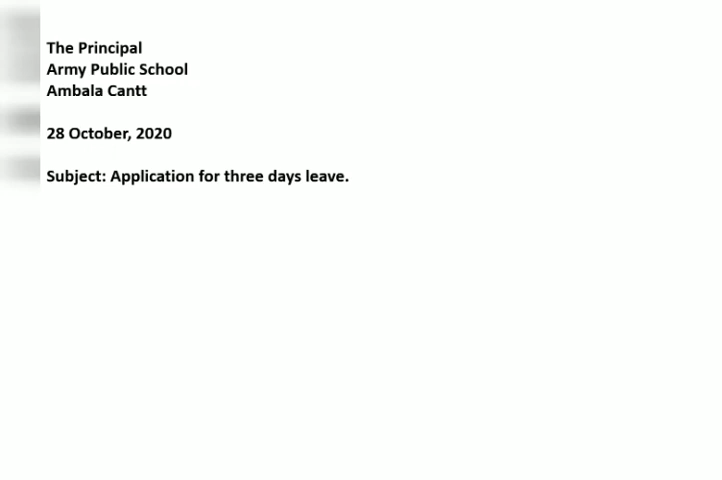 The Principal
Army Public School
Ambala Cantt
28 October, 2020
Subject: Application for three days leave.